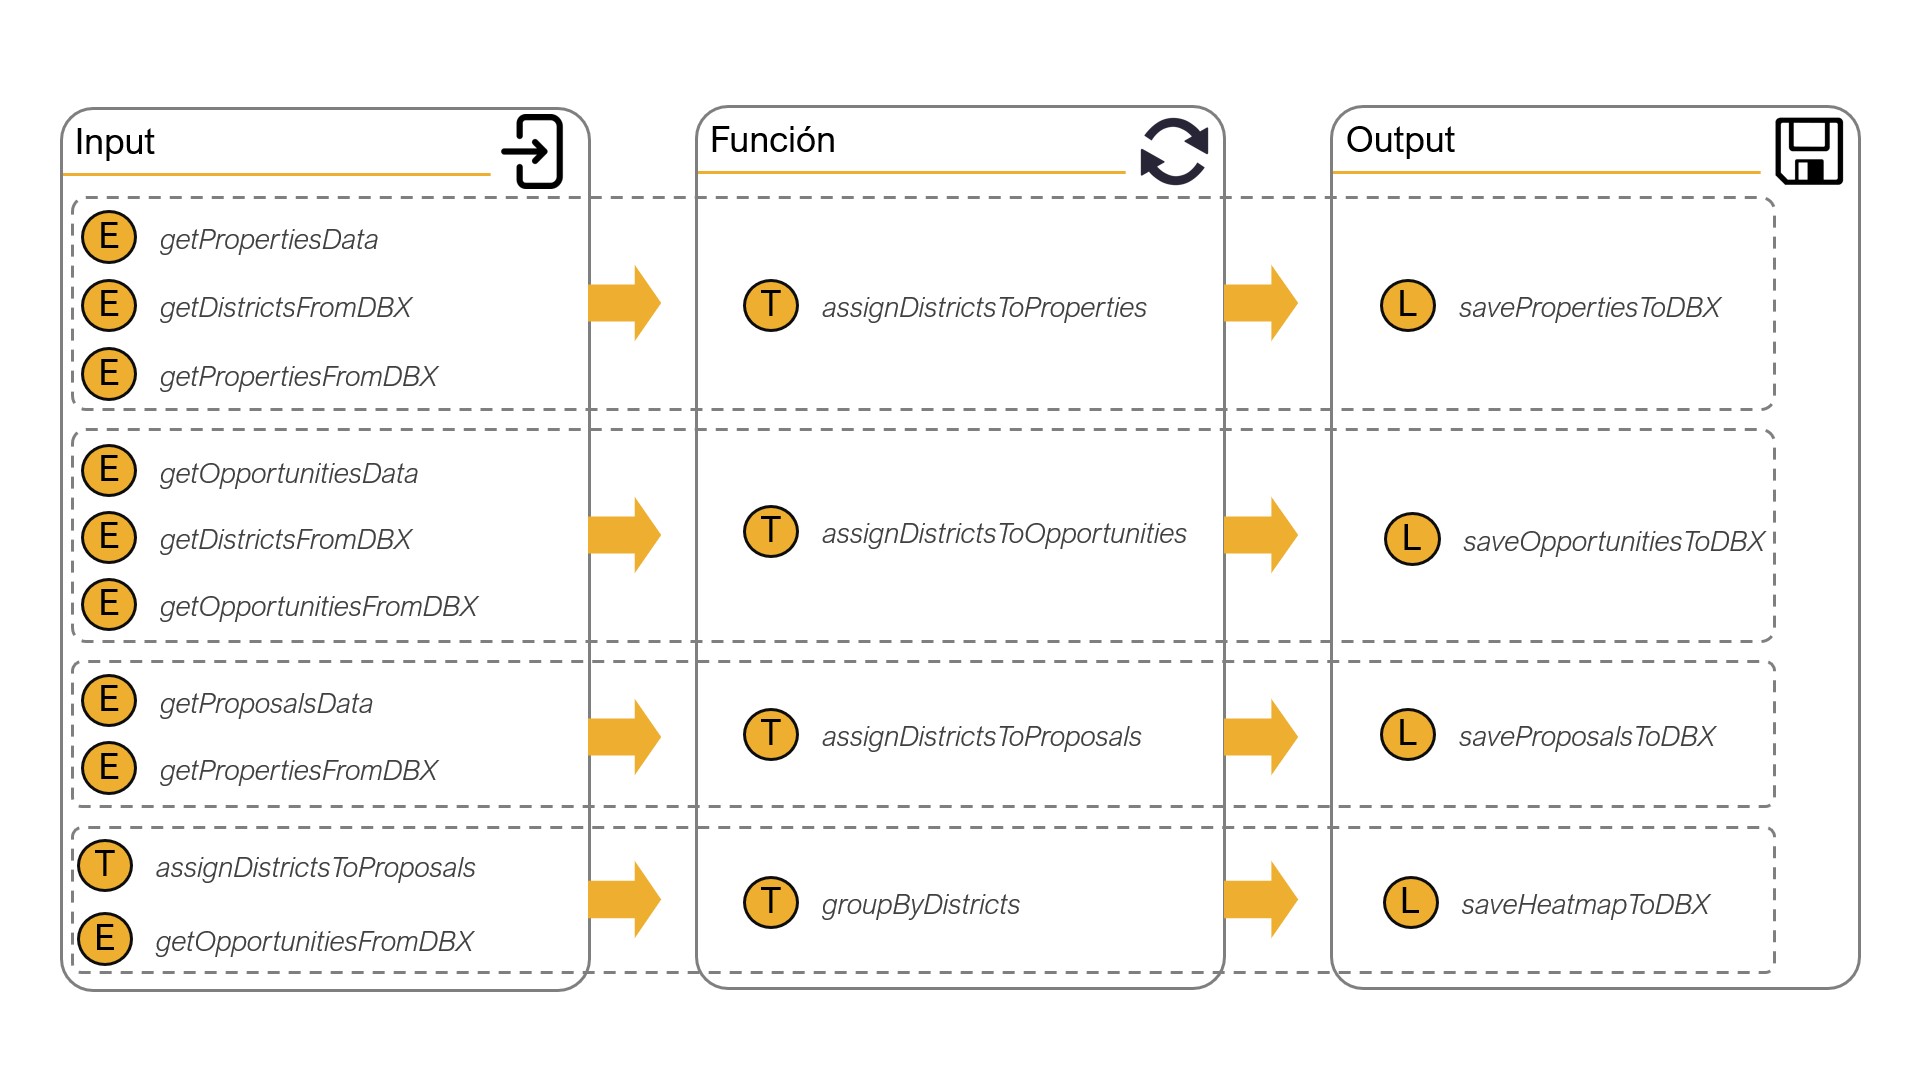 Input
Función
Output
E getPropertiesData
E getDistrictsFromDBX
E getPropertiesFromDBX
T assignDistrictsToProperties
L savePropertiesToDBX
E getOpportunitiesData
E getDistrictsFromDBX
E getOpportunitiesFromDBX
T assignDistrictsToOpportunities
L saveOpportunitiesToDBX
E getProposalsData
E getPropertiesFromDBX
T assignDistrictsToProposals
L saveProposalsToDBX
T assignDistrictsToProposals
E getOpportunitiesFromDBX
T groupByDistricts
L saveHeatmapToDBX